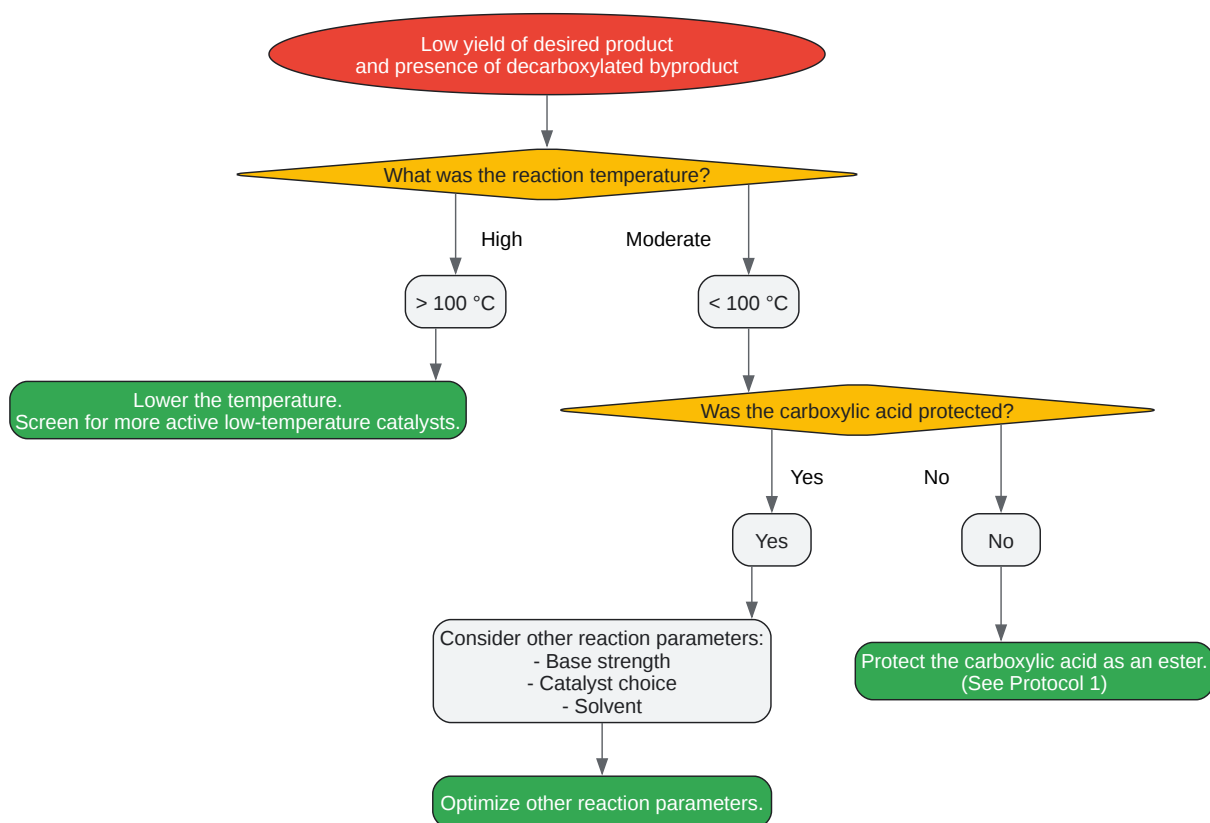 Low yield of desired product
and presence of decarboxylated byproduct
What was the reaction temperature?
High
Moderate
> 100 °C
< 100 °C
Lower the temperature.
Screen for more active low-temperature catalysts.
Was the carboxylic acid protected?
Yes
No
Yes
No
Consider other reaction parameters:
- Base strength
- Catalyst choice
- Solvent
Protect the carboxylic acid as an ester.
(See Protocol 1)
Optimize other reaction parameters.